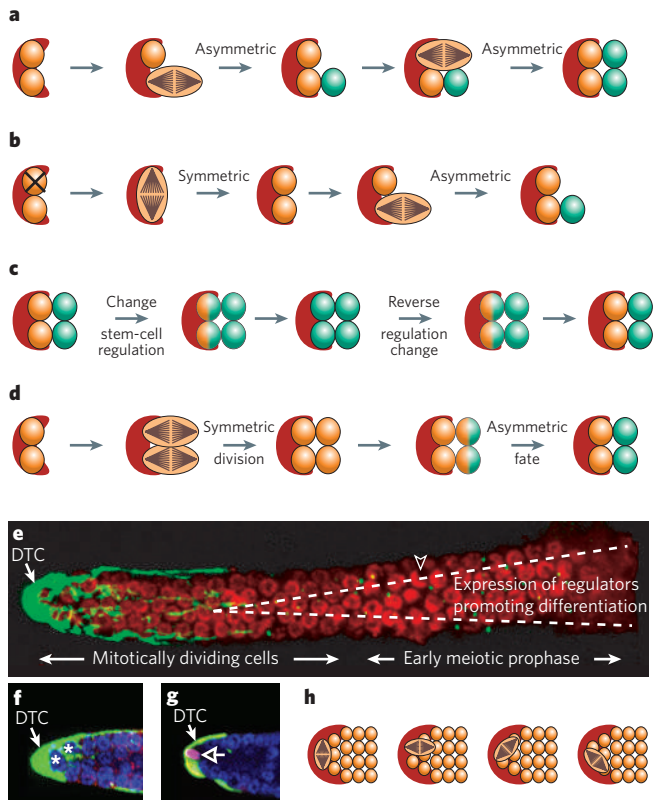 a
Asymmetric
Asymmetric
b
Symmetric
Asymmetric
c
Change
stem-cell
regulation
Reverse
regulation
change
d
Symmetric
division
Asymmetric
fate
e
DTC
Expression of regulators
promoting differentiation
Mitotically dividing cells
Early meiotic prophase
f
DTC
*
*
g
DTC
h